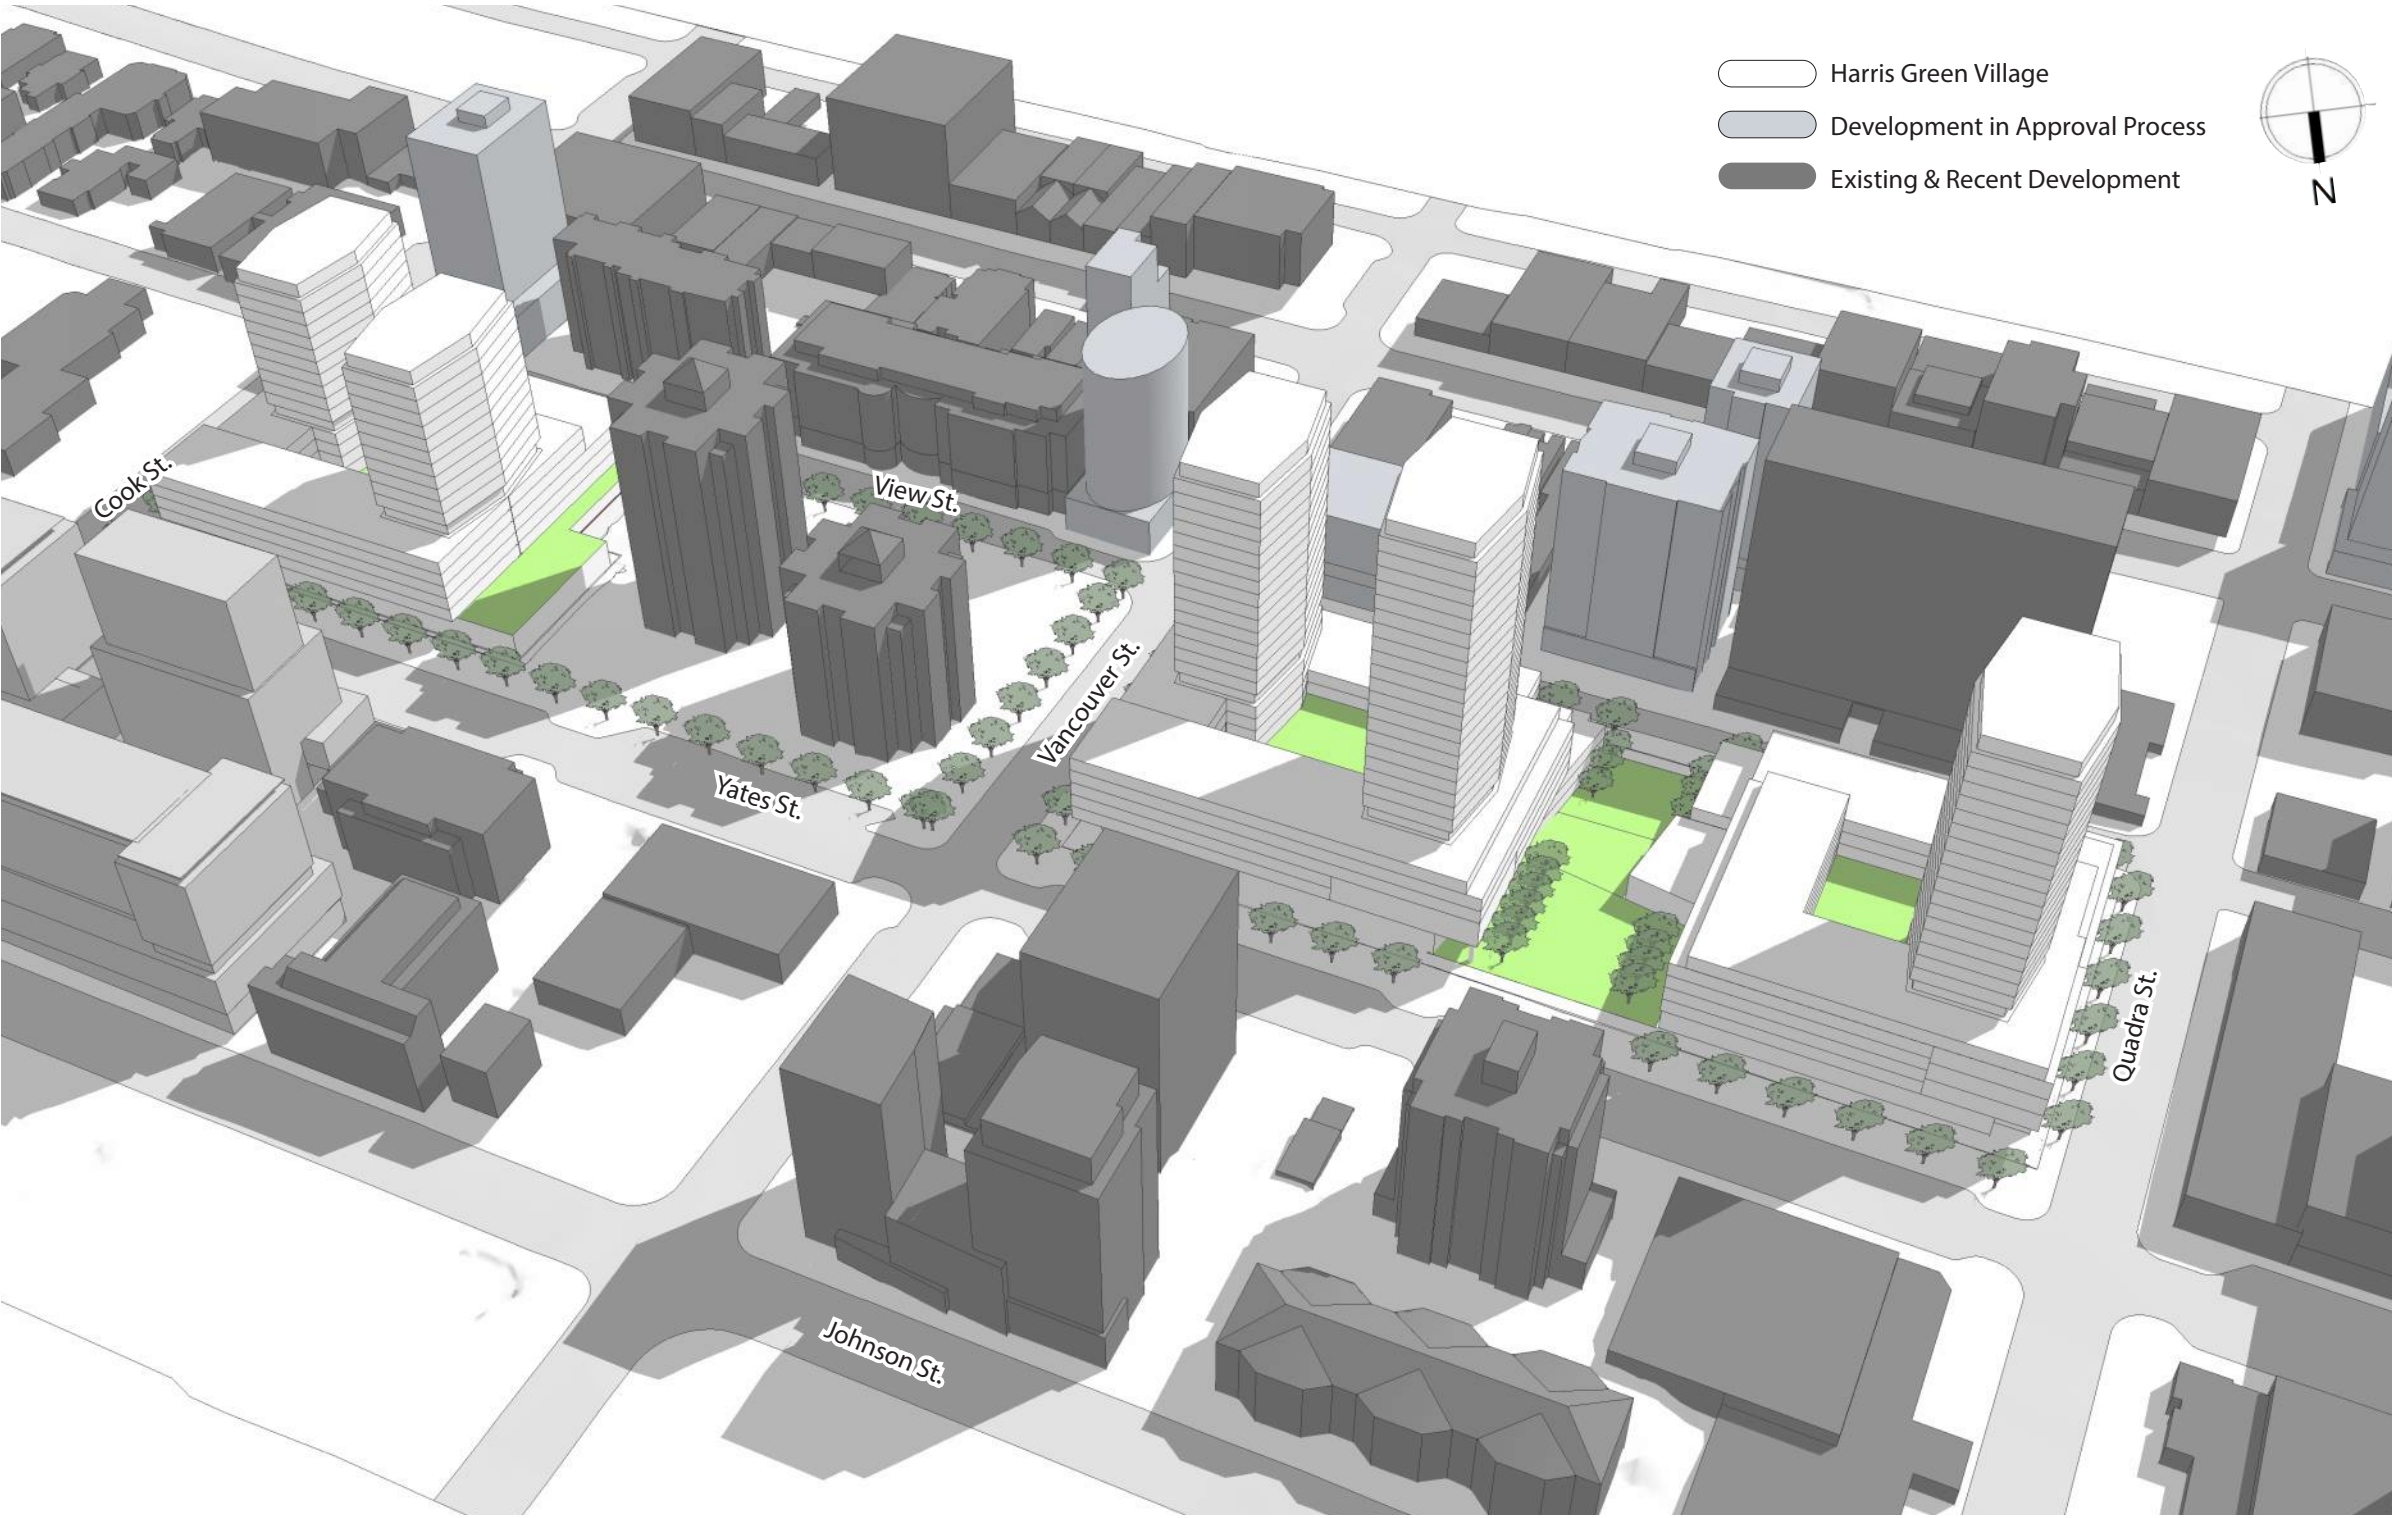 Harris Green Village
Development in Approval Process
Existing & Recent Development
N
Cook St.
View St.
Vancouver St.
Yates St.
Quadra St.
Johnson St.